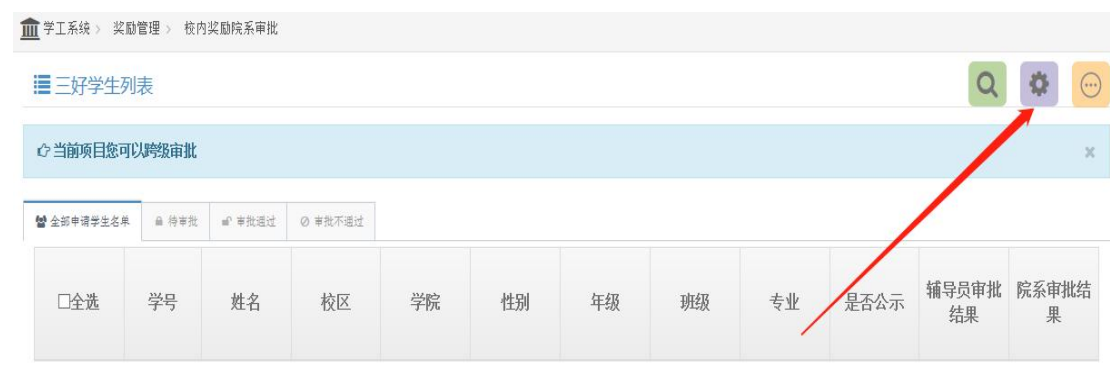 学工系统 > 奖励管理 > 校内奖励院系审批
三好学生列表
当前项目您可以跨级审批
全部申请学生名单 待审批 审批通过 审批不通过
全选 学号 姓名 校区 学院 性别 年级 班级 专业 是否公示 辅导员审批结果 院系审批结果